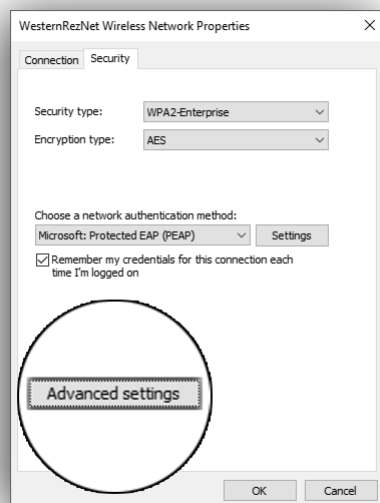 WesternRezNet Wireless Network Properties
Connection Security
Security type: WPA2-Enterprise
Encryption type: AES
Choose a network authentication method:
Microsoft: Protected EAP (PEAP) Settings
Remember my credentials for this connection each
time I'm logged on
Advanced settings
OK Cancel